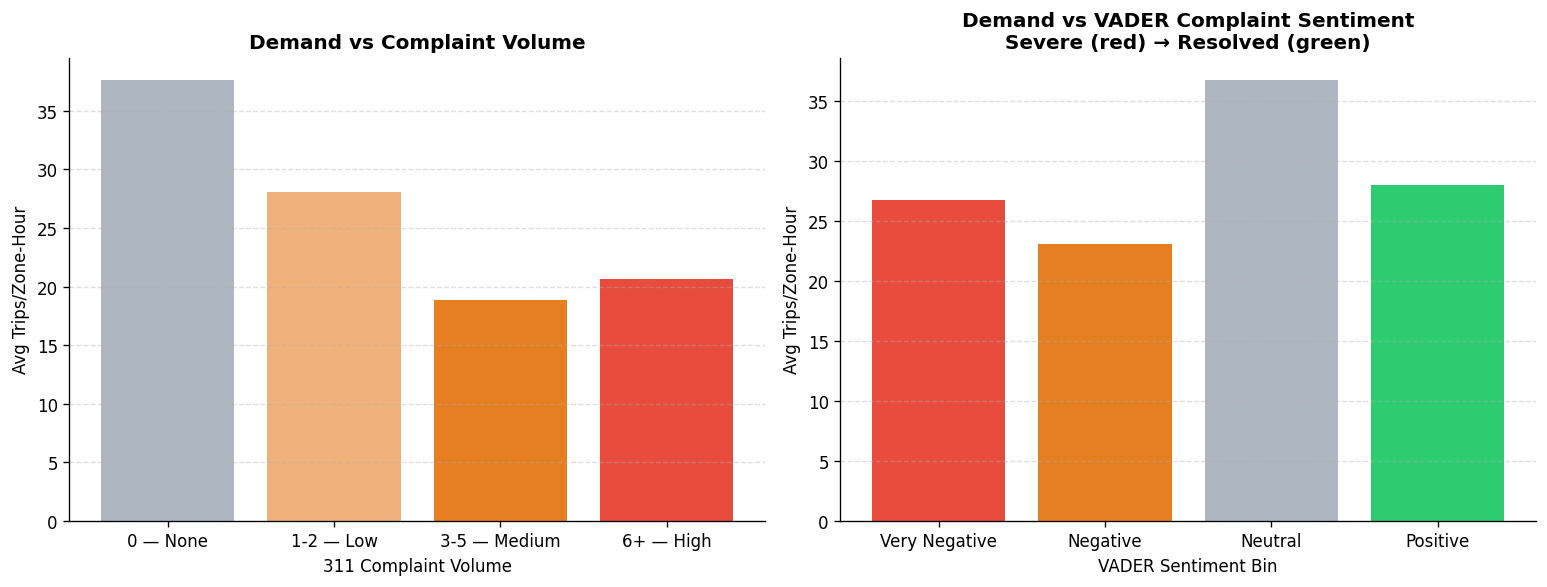 Demand vs Complaint Volume
Avg Trips/Zone-Hour
35
30
25
20
15
10
5
0
0 — None
1-2 — Low
3-5 — Medium
6+ — High
311 Complaint Volume
Demand vs VADER Complaint Sentiment
Severe (red) → Resolved (green)
Avg Trips/Zone-Hour
35
30
25
20
15
10
5
0
Very Negative
Negative
Neutral
Positive
VADER Sentiment Bin